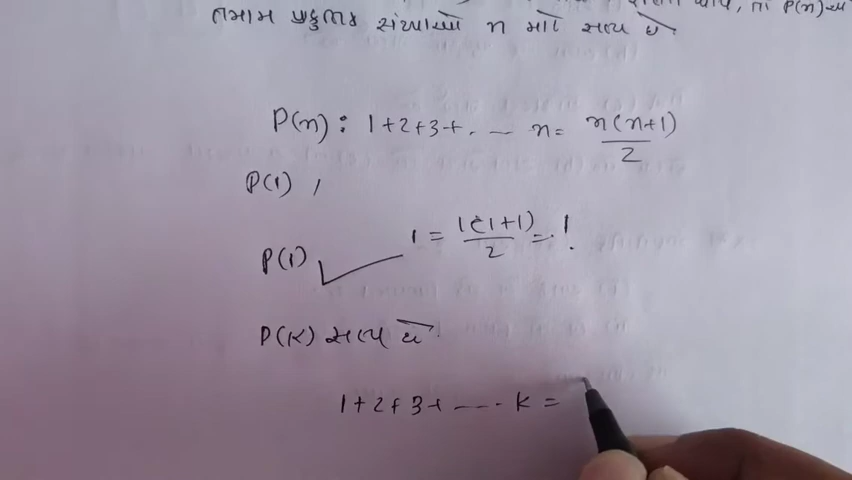 તમામ પ્રાકૃતિક સંખ્યાઓ n માટે સત્ય છે.
P(n) : 1+2+3+. --- n = n(n+1)/2
P(1) ,
1 = 1(1+1)/2 = 1.
P(1) ✓
P(K) સત્ય છે.
1+2+3+ ---- K =